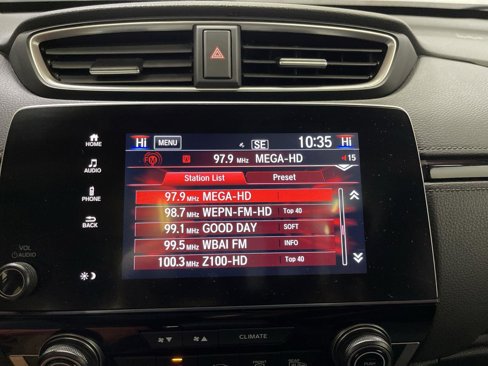 Hi MENU SE 10:35 Hi
HOME
97.9 MHz MEGA-HD 15
AUDIO
Station List Preset
PHONE
97.9 MHz MEGA-HD
98.7 MHz WEPN-FM-HD Top 40
BACK
99.1 MHz GOOD DAY SOFT
VOL
AUDIO
99.5 MHz WBAI FM INFO
100.3 MHz Z100-HD Top 40
CLIMATE
FRONT
REAR